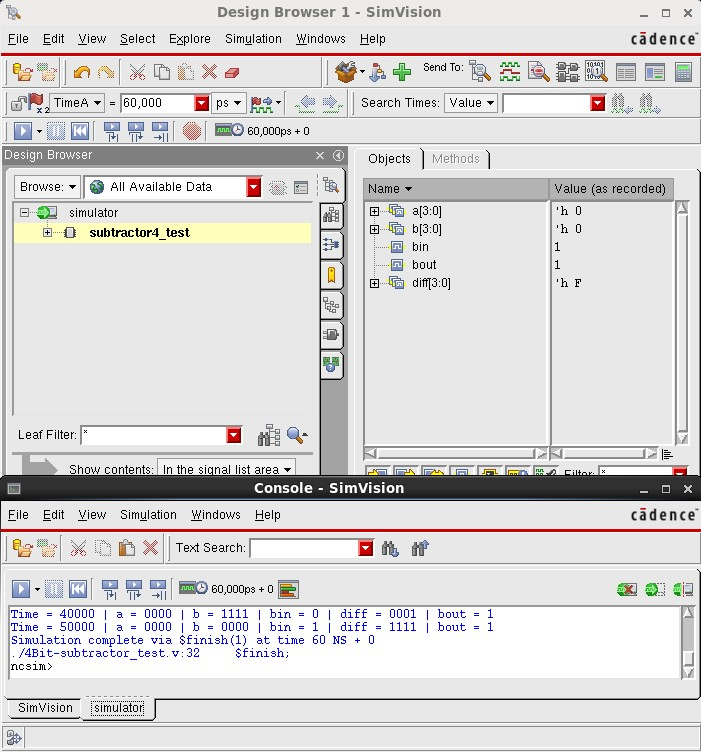 Design Browser 1 - SimVision
File Edit View Select Explore Simulation Windows Help cādence
Send To:
x2 TimeA = 60,000 ps Search Times: Value
60,000ps + 0
Design Browser
Objects Methods
Browse: All Available Data
Name Value (as recorded)
simulator
subtractor4_test
a[3:0] 'h 0
b[3:0] 'h 0
bin 1
bout 1
diff[3:0] 'h F
Leaf Filter: *
Show contents: In the signal list area
Filter: *
Console - SimVision
File Edit View Simulation Windows Help cādence
Text Search:
60,000ps + 0
Time = 40000 | a = 0000 | b = 1111 | bin = 0 | diff = 0001 | bout = 1
Time = 50000 | a = 0000 | b = 0000 | bin = 1 | diff = 1111 | bout = 1
Simulation complete via $finish(1) at time 60 NS + 0
./4Bit-subtractor_test.v:32 $finish;
ncsim>
SimVision simulator